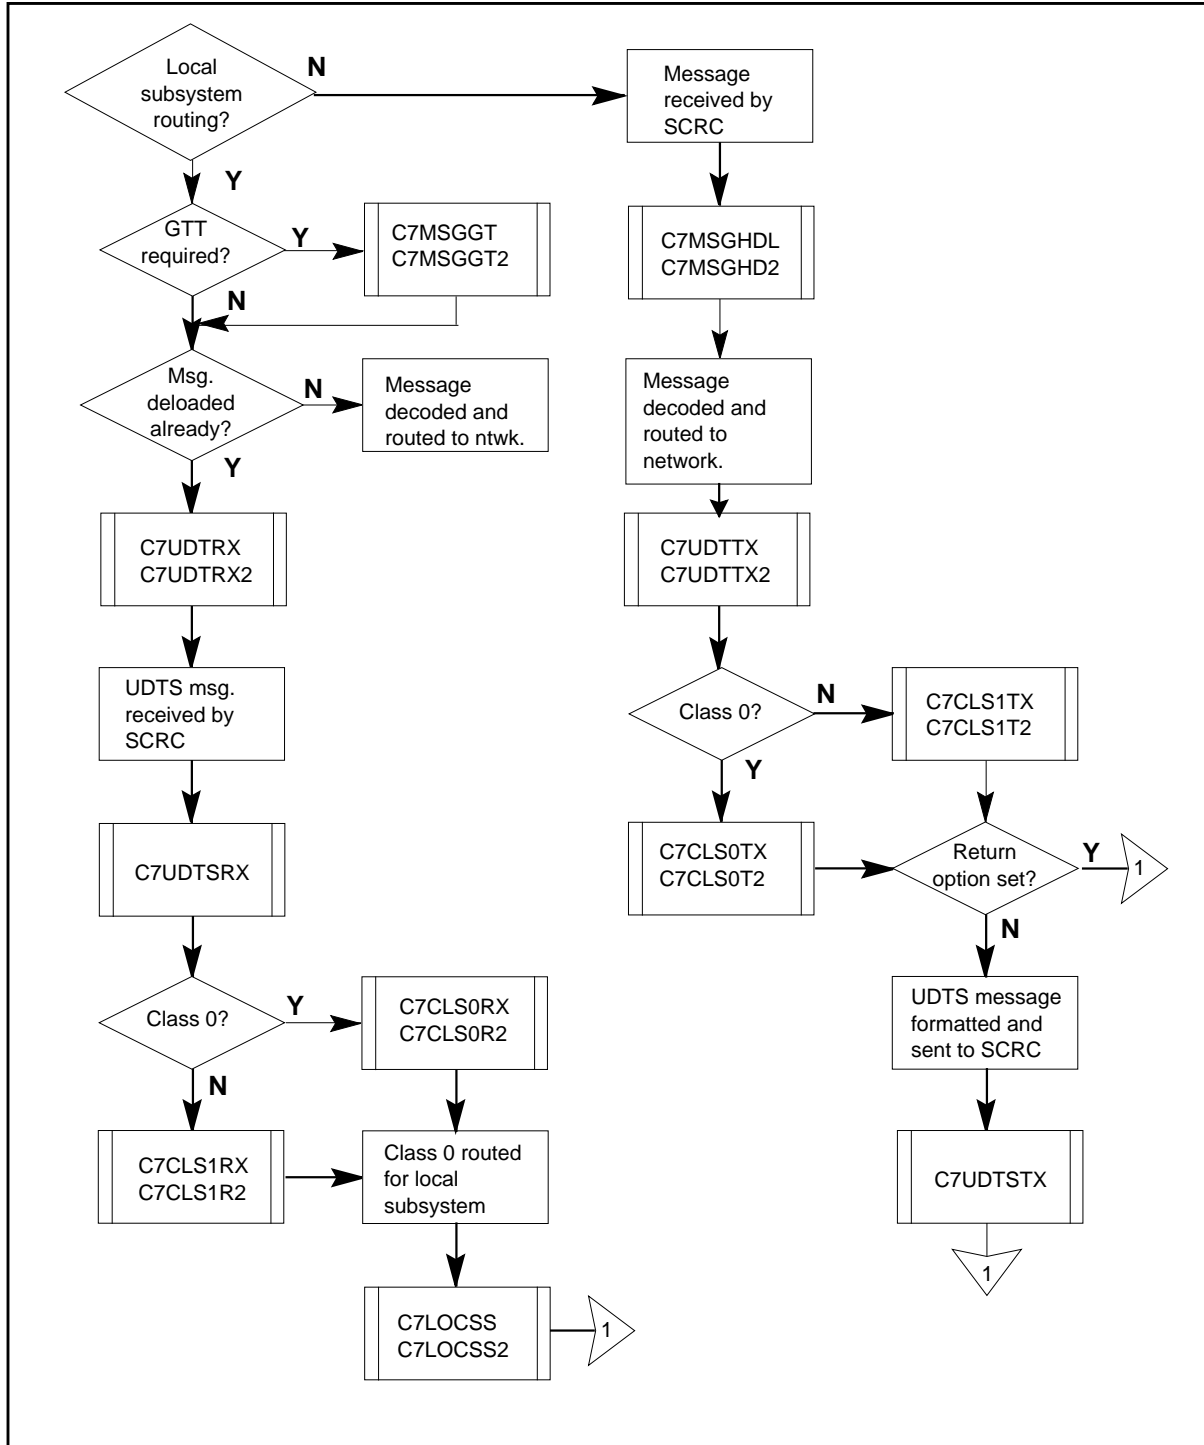 Local
subsystem
routing?
N
Message
received by
SCRC
Y
GTT
required?
Y
C7MSGGT
C7MSGGT2
C7MSGHDL
C7MSGHD2
N
Msg.
deloaded
already?
N
Message
decoded and
routed to ntwk.
Message
decoded and
routed to
network.
Y
C7UDTRX
C7UDTRX2
C7UDTTX
C7UDTTX2
UDTS msg.
received by
SCRC
Class 0?
N
C7CLS1TX
C7CLS1T2
Y
C7UDTSRX
C7CLS0TX
C7CLS0T2
Return
option set?
Y
1
N
Class 0?
Y
C7CLS0RX
C7CLS0R2
UDTS message
formatted and
sent to SCRC
N
C7CLS1RX
C7CLS1R2
Class 0 routed
for local
subsystem
C7UDTSTX
1
C7LOCSS
C7LOCSS2
1